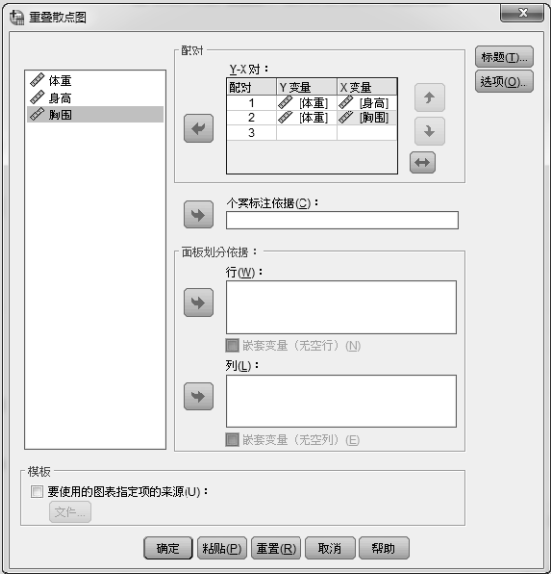 重叠散点图
体重
身高
胸围
配对
Y-X 对：
配对 Y 变量 X 变量
1 [体重] [身高]
2 [体重] [胸围]
3
标题(T)...
选项(O)..
个案标注依据(C)：
面板划分依据：
行(W)：
嵌套变量（无空行）(N)
列(L)：
嵌套变量（无空列）(E)
模板
要使用的图表指定项的来源(U)：
文件...
确定 粘贴(P) 重置(R) 取消 帮助